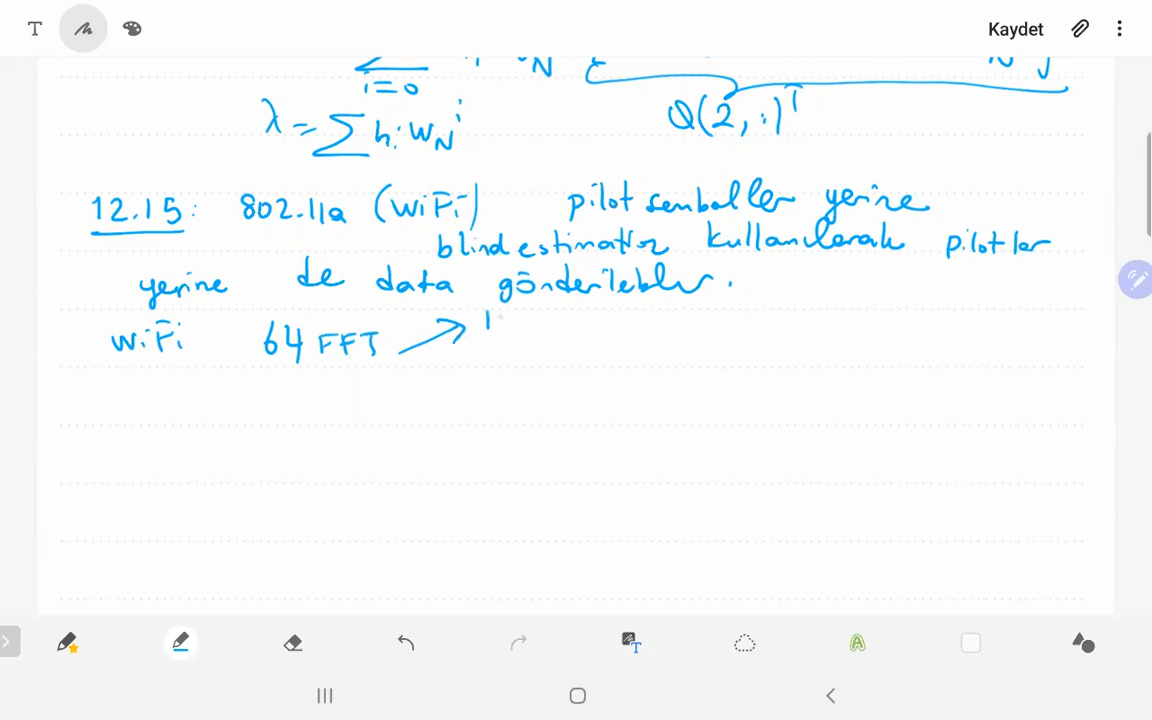 Kaydet
i=0
λ = Σ hᵢ W_N^i
Q(2, :)^T
12.15: 802.11a (WiFi) pilot semboller yerine
blind estimator kullanılarak pilotlar
yerine de data gönderilebilir.
WiFi 64 FFT →